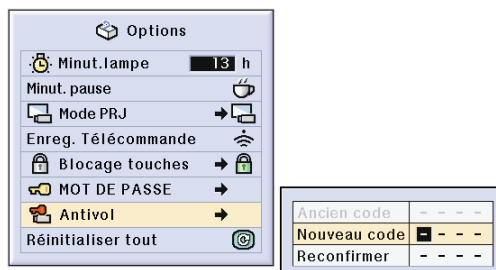 Options
Minut.lampe 13 h
Minut. pause
Mode PRJ
Enreg. Télécommande
Blocage touches
MOT DE PASSE
Antivol
Réinitialiser tout
Ancien code - - - -
Nouveau code - - - -
Reconfirmer - - - -